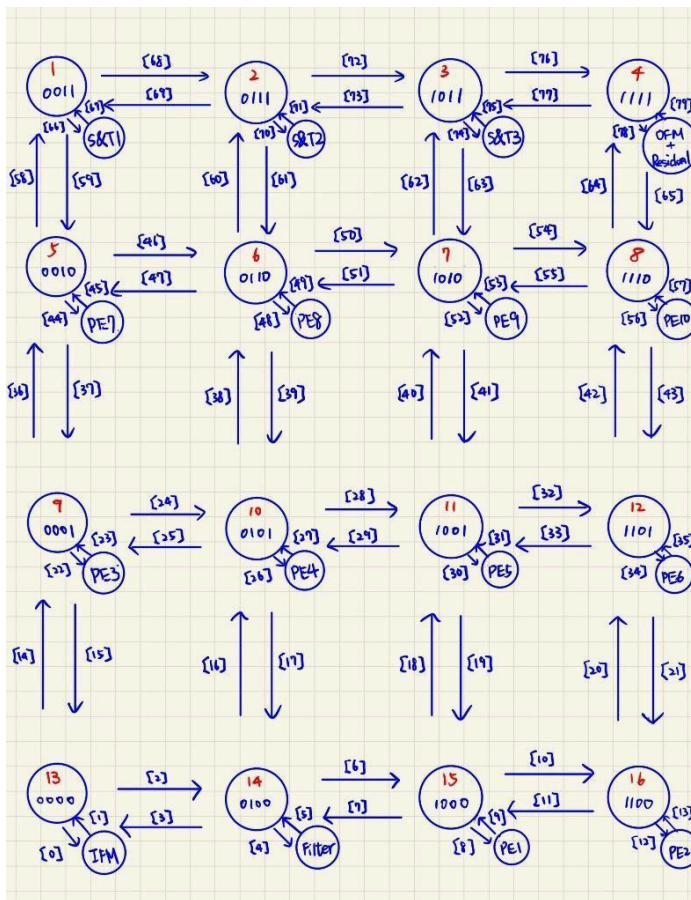 1 [68] 2 [72] 3 [76] 4
0011 [69] 0111 [73] 1011 [77] 1111
[66] [67] S&T1 [70] [71] S&T2 [74] [75] S&T3 [78] [79] OFM + Residual
[58] [59] [60] [61] [62] [63] [64] [65]
5 [46] 6 [50] 7 [54] 8
0010 [47] 0110 [51] 1010 [55] 1110
[44] [45] PE7 [48] [49] PE8 [52] [53] PE9 [56] [57] PE10
[36] [37] [38] [39] [40] [41] [42] [43]
9 [24] 10 [28] 11 [32] 12
0001 [25] 0101 [29] 1001 [33] 1101
[22] [23] PE3 [26] [27] PE4 [30] [31] PE5 [34] [35] PE6
[14] [15] [16] [17] [18] [19] [20] [21]
13 [2] 14 [6] 15 [10] 16
0000 [3] 0100 [7] 1000 [11] 1100
[0] [1] IFM [4] [5] Filter [8] [9] PE1 [12] [13] PE2